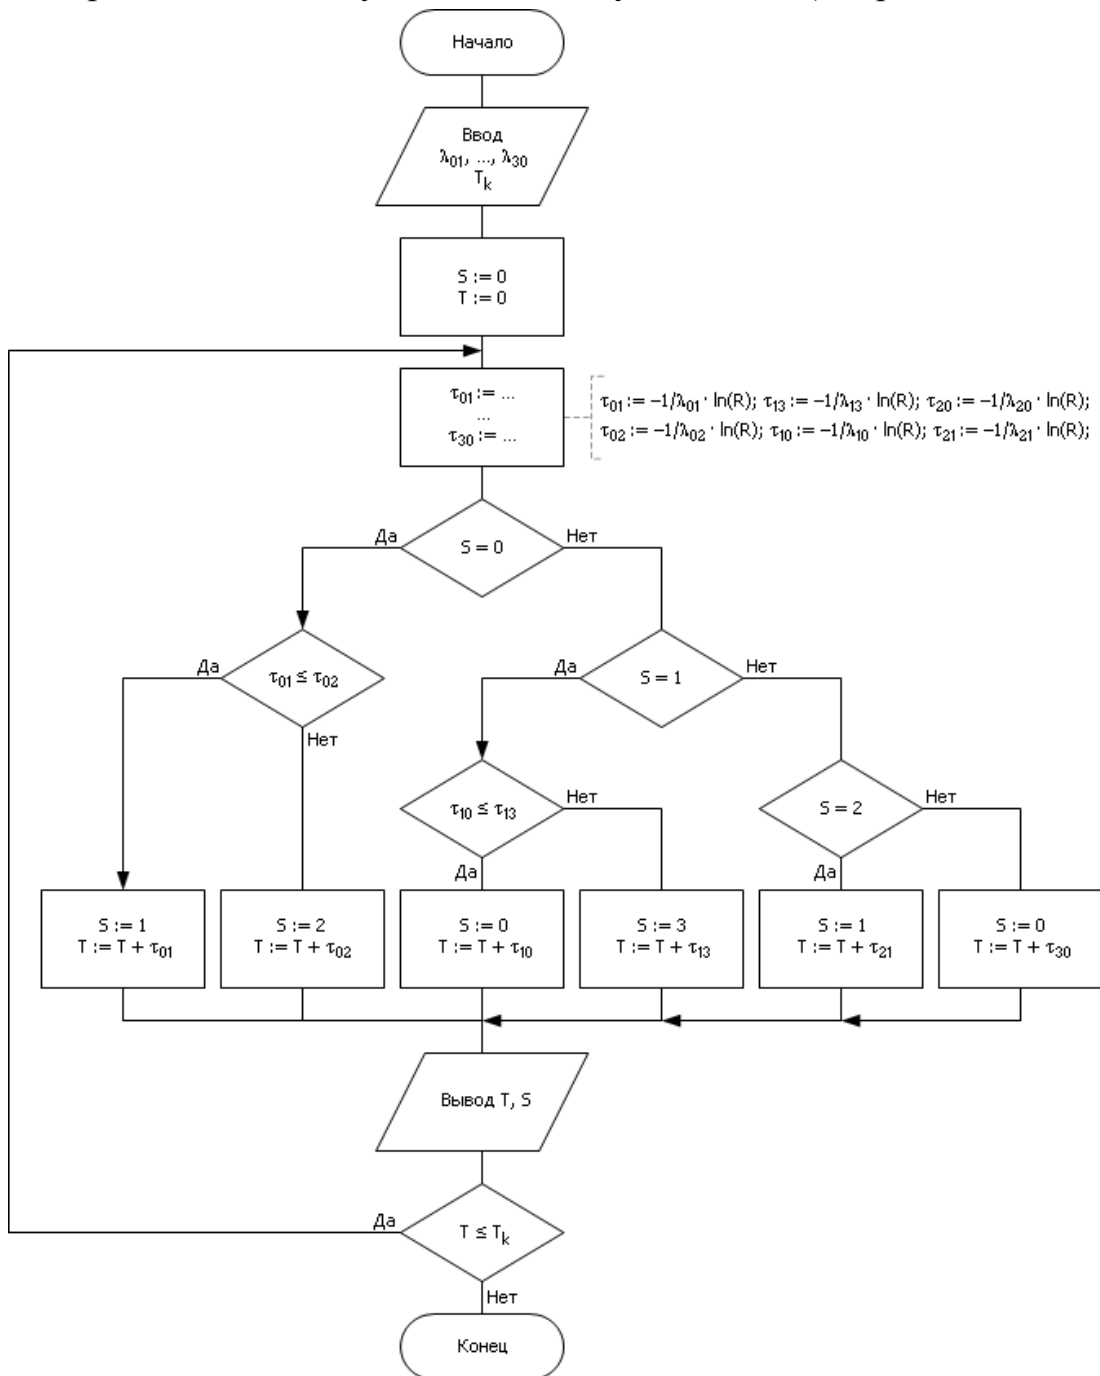 Начало
Ввод
λ01, ..., λ30
Tk
S := 0
T := 0
τ01 := ...
...
τ30 := ...
τ01 := −1/λ01 · ln(R); τ13 := −1/λ13 · ln(R); τ20 := −1/λ20 · ln(R);
τ02 := −1/λ02 · ln(R); τ10 := −1/λ10 · ln(R); τ21 := −1/λ21 · ln(R);
Да
S = 0
Нет
Да
τ01 ≤ τ02
Нет
Да
S = 1
Нет
τ10 ≤ τ13
Нет
Да
S = 2
Нет
Да
S := 1
T := T + τ01
S := 2
T := T + τ02
S := 0
T := T + τ10
S := 3
T := T + τ13
S := 1
T := T + τ21
S := 0
T := T + τ30
Вывод T, S
Да
T ≤ Tk
Нет
Конец